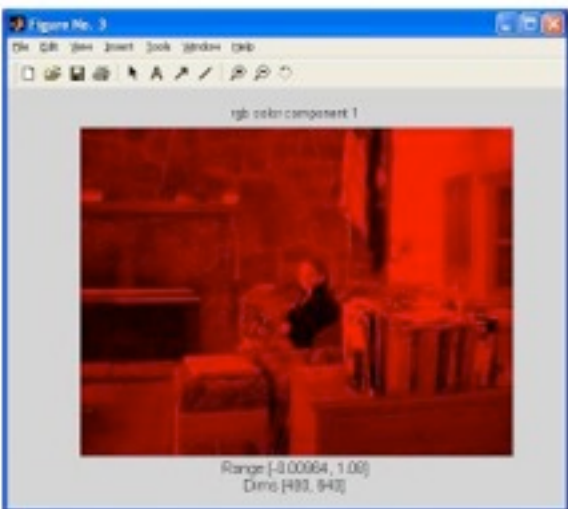 Figure No. 3
File Edit View Insert Tools Window Help
A
rgb color component 1
Range [-0.00984, 1.08]
Dims [480, 640]